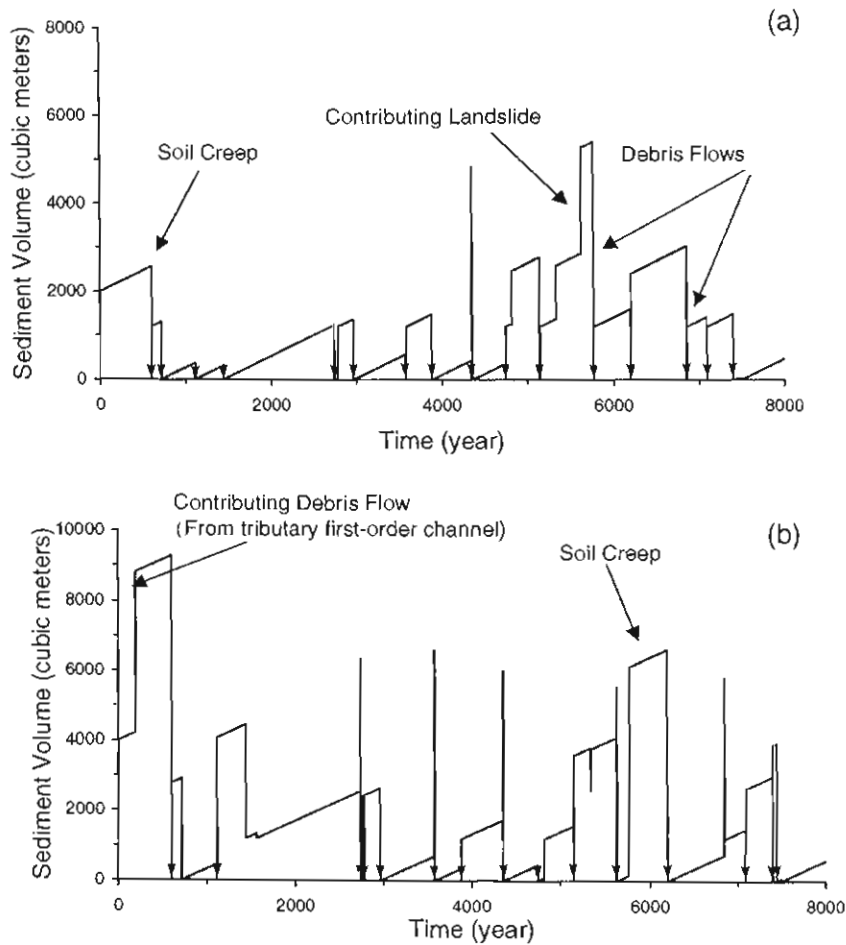 (a)
8000
6000
4000
2000
0
Sediment Volume (cubic meters)
Soil Creep
Contributing Landslide
Debris Flows
0
2000
4000
6000
8000
Time (year)
Contributing Debris Flow
(From tributary first-order channel)
(b)
10000
8000
6000
4000
2000
0
Sediment Volume (cubic meters)
Soil Creep
0
2000
4000
6000
8000
Time (year)